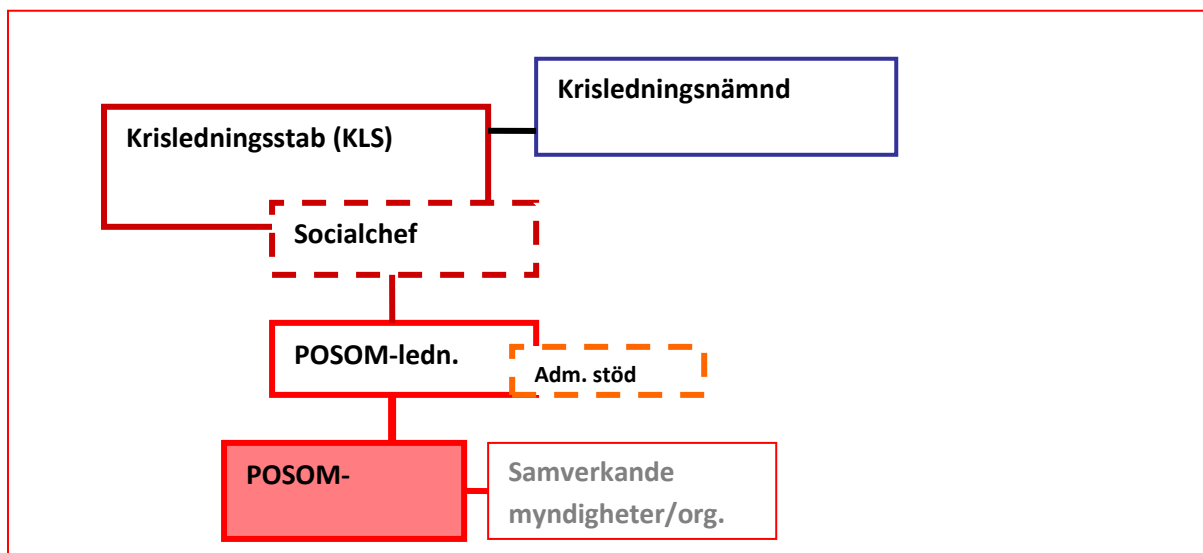 Krisledningsnämnd
Krisledningsstab (KLS)
Socialchef
POSOM-ledn.
Adm. stöd
POSOM-
Samverkande
myndigheter/org.